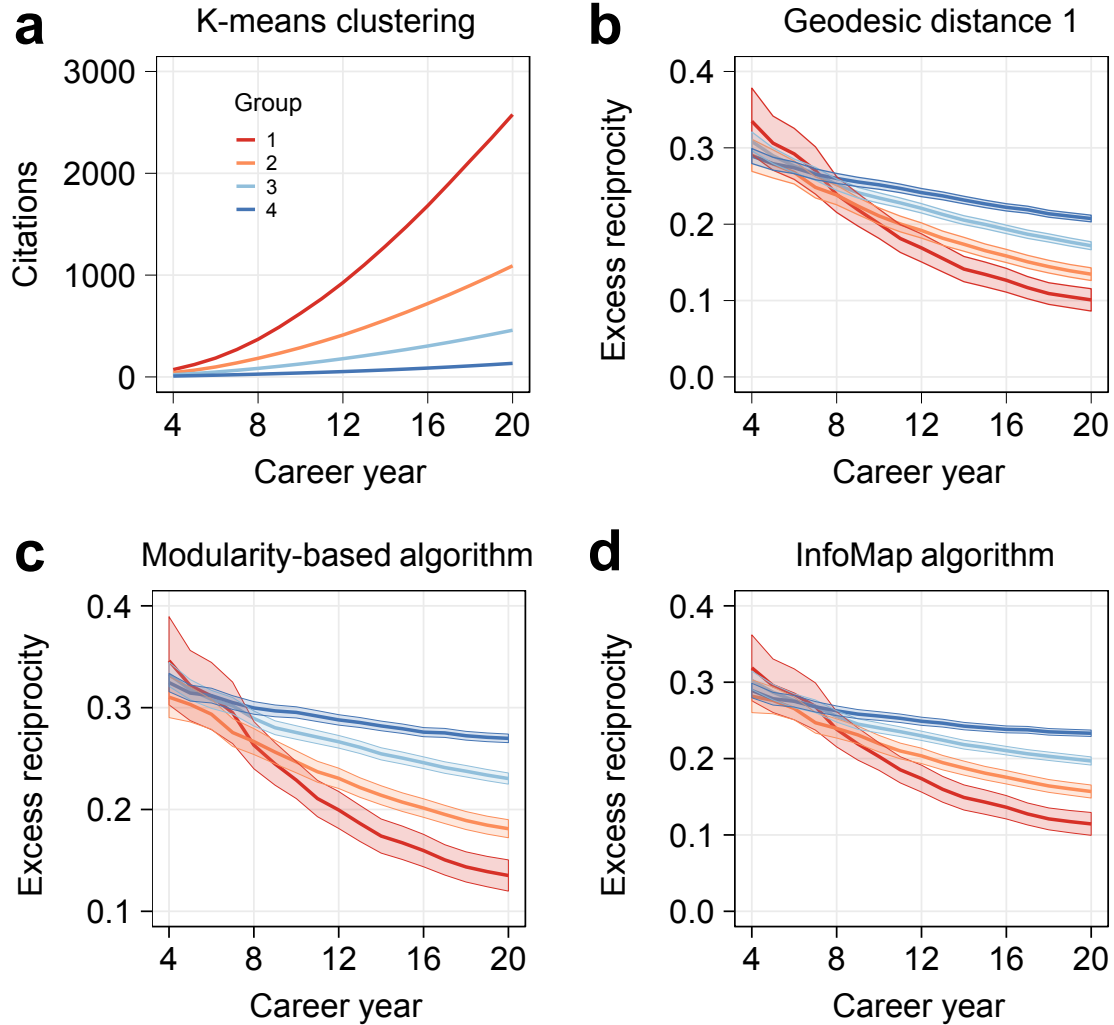 a
K-means clustering
Citations
3000
2000
1000
0
Group
1
2
3
4
4
8
12
16
20
Career year
b
Geodesic distance 1
Excess reciprocity
0.4
0.3
0.2
0.1
0.0
4
8
12
16
20
Career year
c
Modularity-based algorithm
Excess reciprocity
0.4
0.3
0.2
0.1
4
8
12
16
20
Career year
d
InfoMap algorithm
Excess reciprocity
0.4
0.3
0.2
0.1
0.0
4
8
12
16
20
Career year